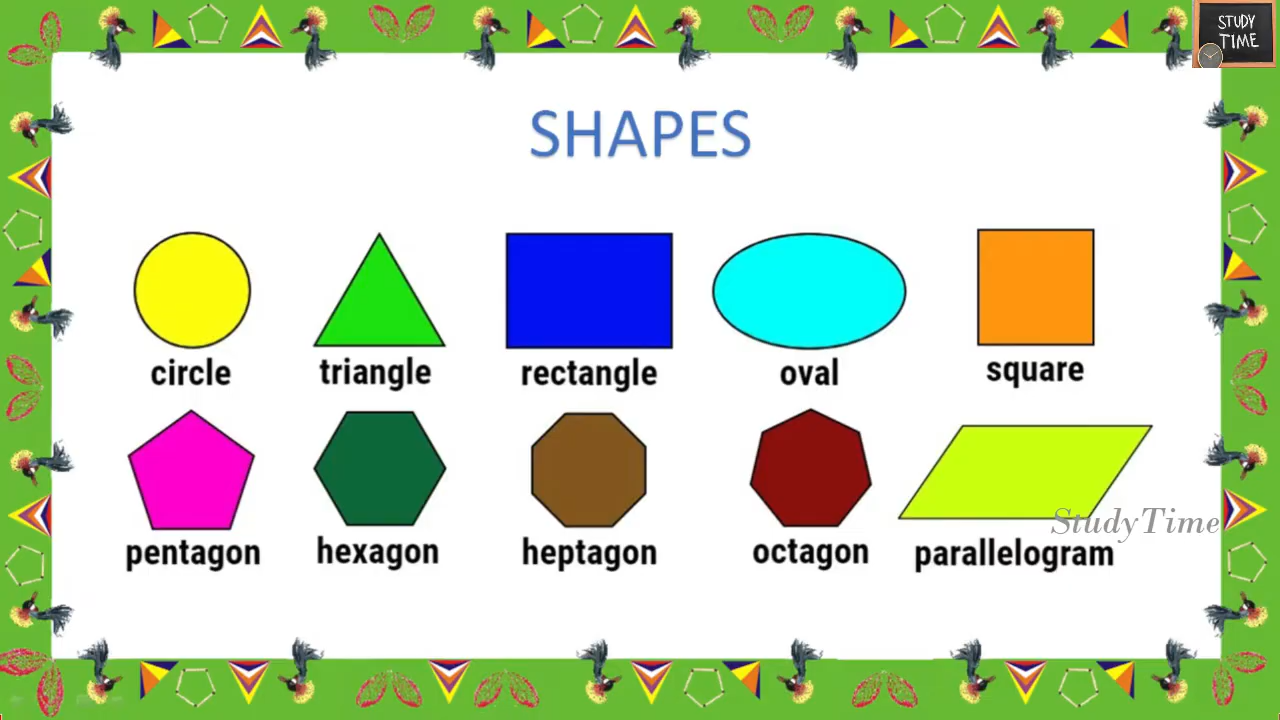 STUDY
TIME
SHAPES
circle
triangle
rectangle
oval
square
pentagon
hexagon
heptagon
octagon
parallelogram
StudyTime